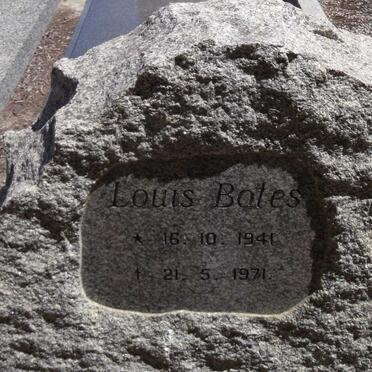 Louis Bates
* 16. 10. 1941
† 21. 5. 1971.